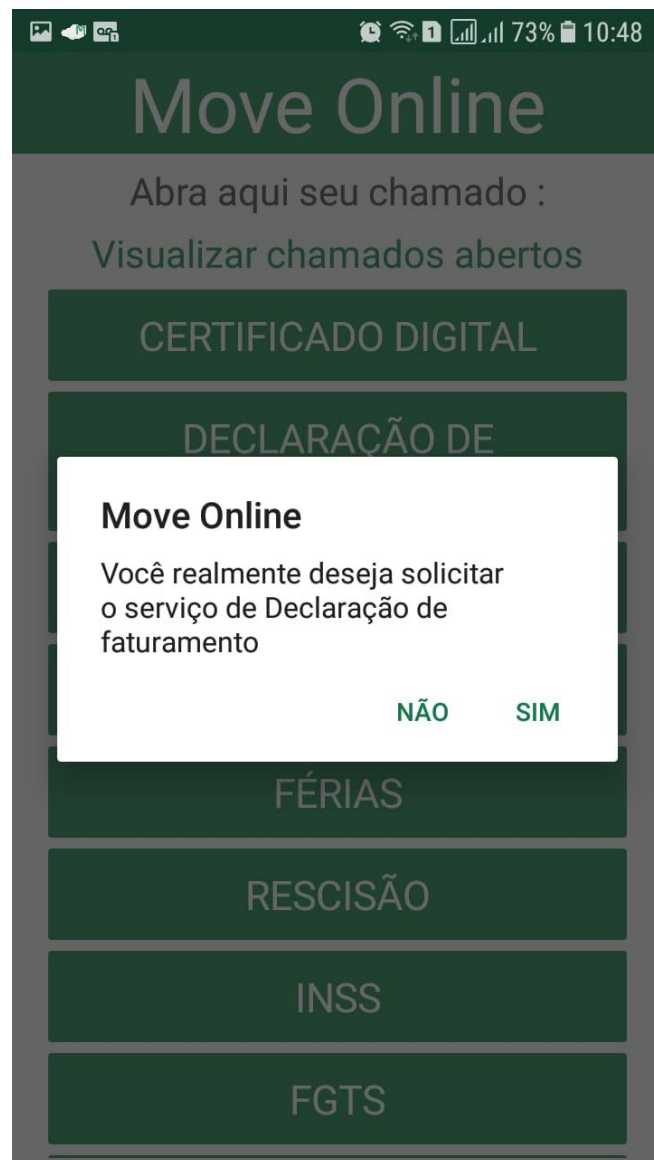 1 73% 10:48
Move Online
Abra aqui seu chamado :
Visualizar chamados abertos
CERTIFICADO DIGITAL
DECLARAÇÃO DE
Move Online
Você realmente deseja solicitar
o serviço de Declaração de
faturamento
NÃO SIM
FÉRIAS
RESCISÃO
INSS
FGTS